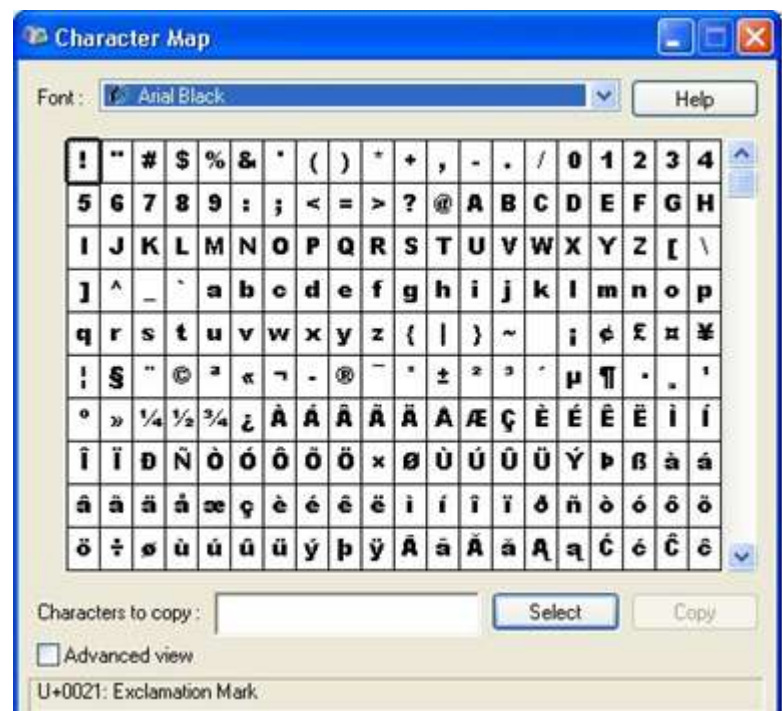 Character Map
Font : Arial Black Help
! " # $ % & ' ( ) * + , - . / 0 1 2 3 4
5 6 7 8 9 : ; < = > ? @ A B C D E F G H
I J K L M N O P Q R S T U V W X Y Z [ \
] ^ _ ` a b c d e f g h i j k l m n o p
q r s t u v w x y z { | } ~ ¡ ¢ £ ¤ ¥
¦ § ¨ © ª « ¬ - ® ¯ ° ± ² ³ ´ µ ¶ · ¸ ¹
º » ¼ ½ ¾ ¿ À Á Â Ã Ä Å Æ Ç È É Ê Ë Ì Í
Î Ï Ð Ñ Ò Ó Ô Õ Ö × Ø Ù Ú Û Ü Ý Þ ß à á
â ã ä å æ ç è é ê ë ì í î ï ð ñ ò ó ô õ
ö ÷ ø ù ú û ü ý þ ÿ Ā ā Ă ă Ą ą Ć ć Ĉ ĉ
Characters to copy : Select Copy
Advanced view
U+0021: Exclamation Mark